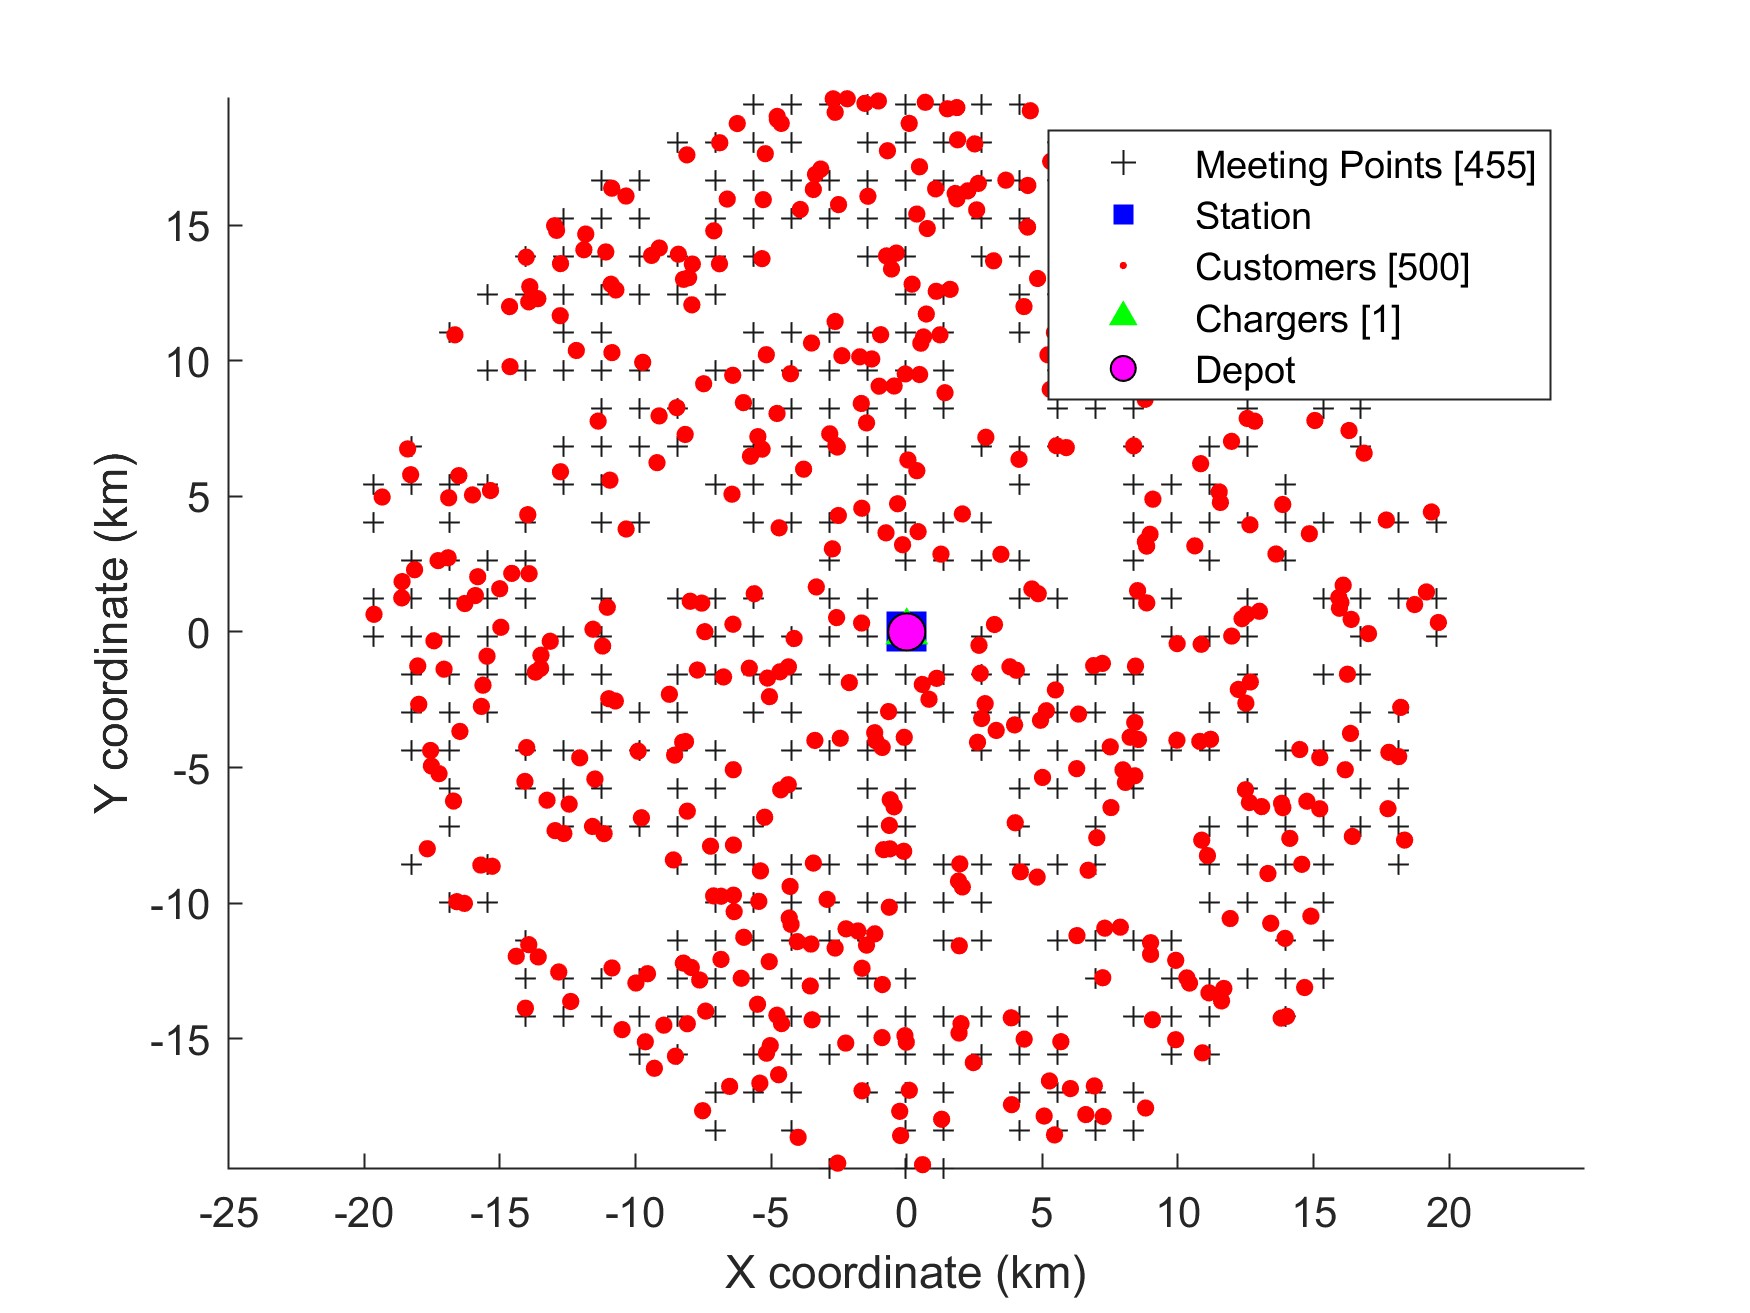 Meeting Points [455]
Station
Customers [500]
Chargers [1]
Depot
15
10
5
0
-5
-10
-15
Y coordinate (km)
-25 -20 -15 -10 -5 0 5 10 15 20
X coordinate (km)